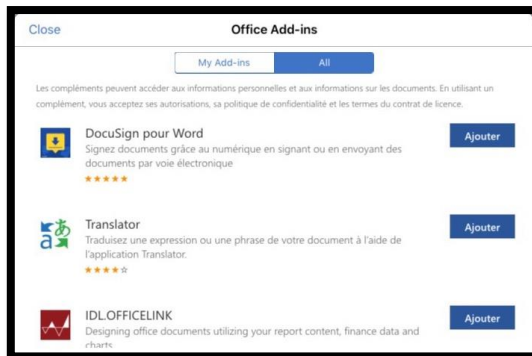 Close
Office Add-ins
My Add-ins
All
Les compléments peuvent accéder aux informations personnelles et aux informations sur les documents. En utilisant un
complément, vous acceptez ses autorisations, sa politique de confidentialité et les termes du contrat de licence.
DocuSign pour Word
Ajouter
Signez documents grâce au numérique en signant ou en envoyant des
documents par voie électronique
Translator
Ajouter
Traduisez une expression ou une phrase de votre document à l'aide de
l'application Translator.
IDL.OFFICELINK
Ajouter
Designing office documents utilizing your report content, finance data and
charts